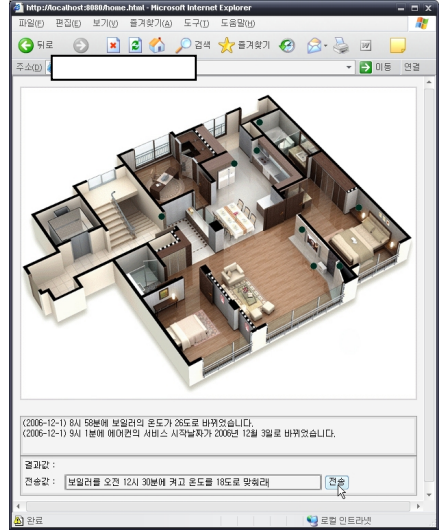 http://localhost:8080/home.html - Microsoft Internet Explorer
파일(F) 편집(E) 보기(V) 즐겨찾기(A) 도구(T) 도움말(H)
뒤로 검색 즐겨찾기
주소(D) 이동 연결
(2006-12-1) 8시 58분에 보일러의 온도가 26도로 바뀌었습니다.
(2006-12-1) 9시 1분에 에어컨의 서비스 시작날짜가 2006년 12월 3일로 바뀌었습니다.
결과값 :
전송값 : 보일러를 오전 12시 30분에 켜고 온도를 18도로 맞춰래 전송
완료 로컬 인트라넷